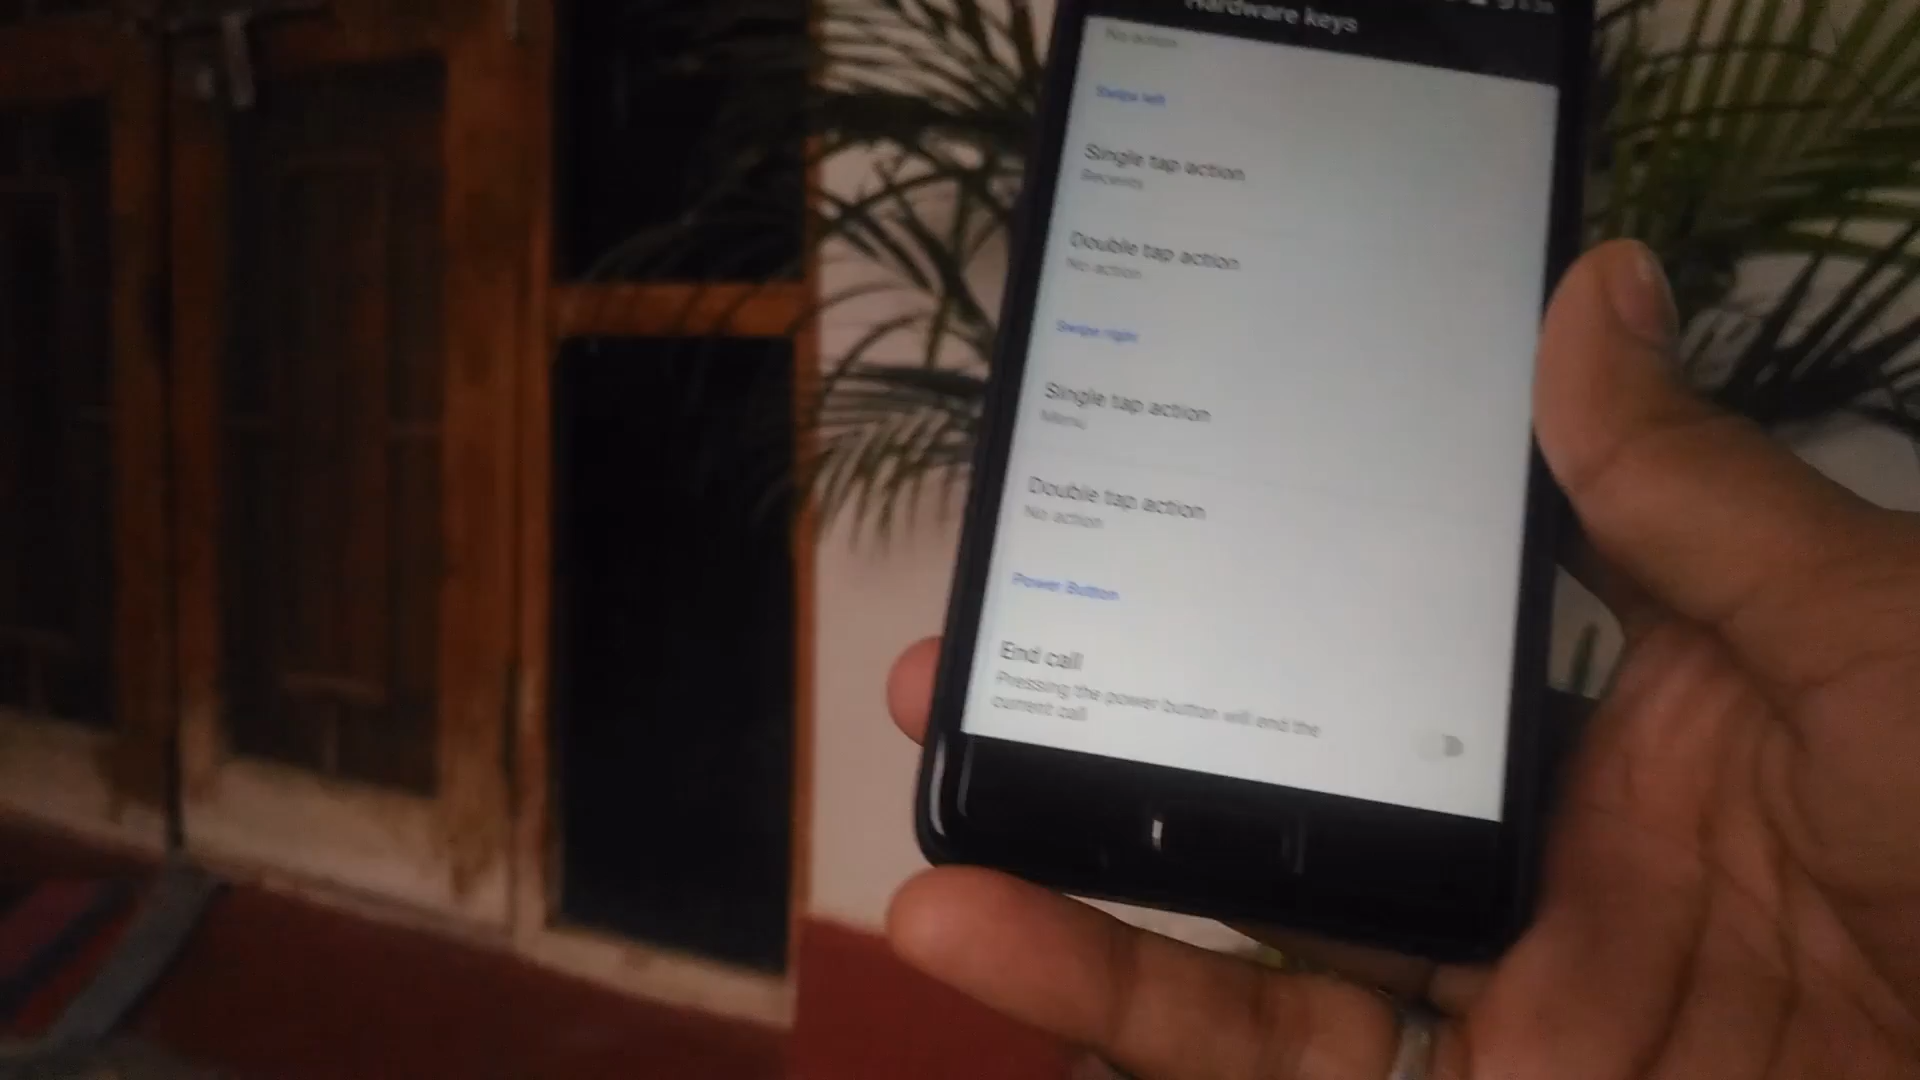 Hardware keys
No action
Swipe left
Single tap action
Recents
Double tap action
No action
Swipe right
Single tap action
Menu
Double tap action
No action
Power Button
End call
Pressing the power button will end the
current call